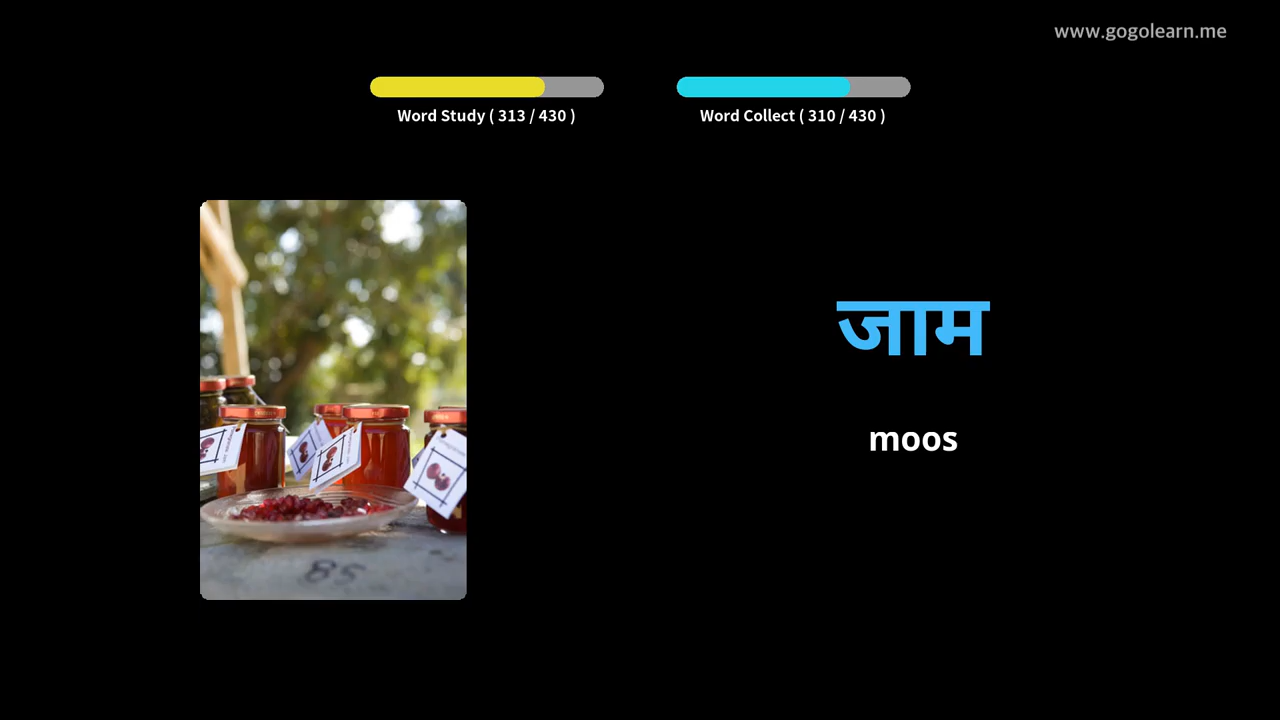 www.gogolearn.me
Word Study ( 313 / 430 )
Word Collect ( 310 / 430 )
जाम
moos
85